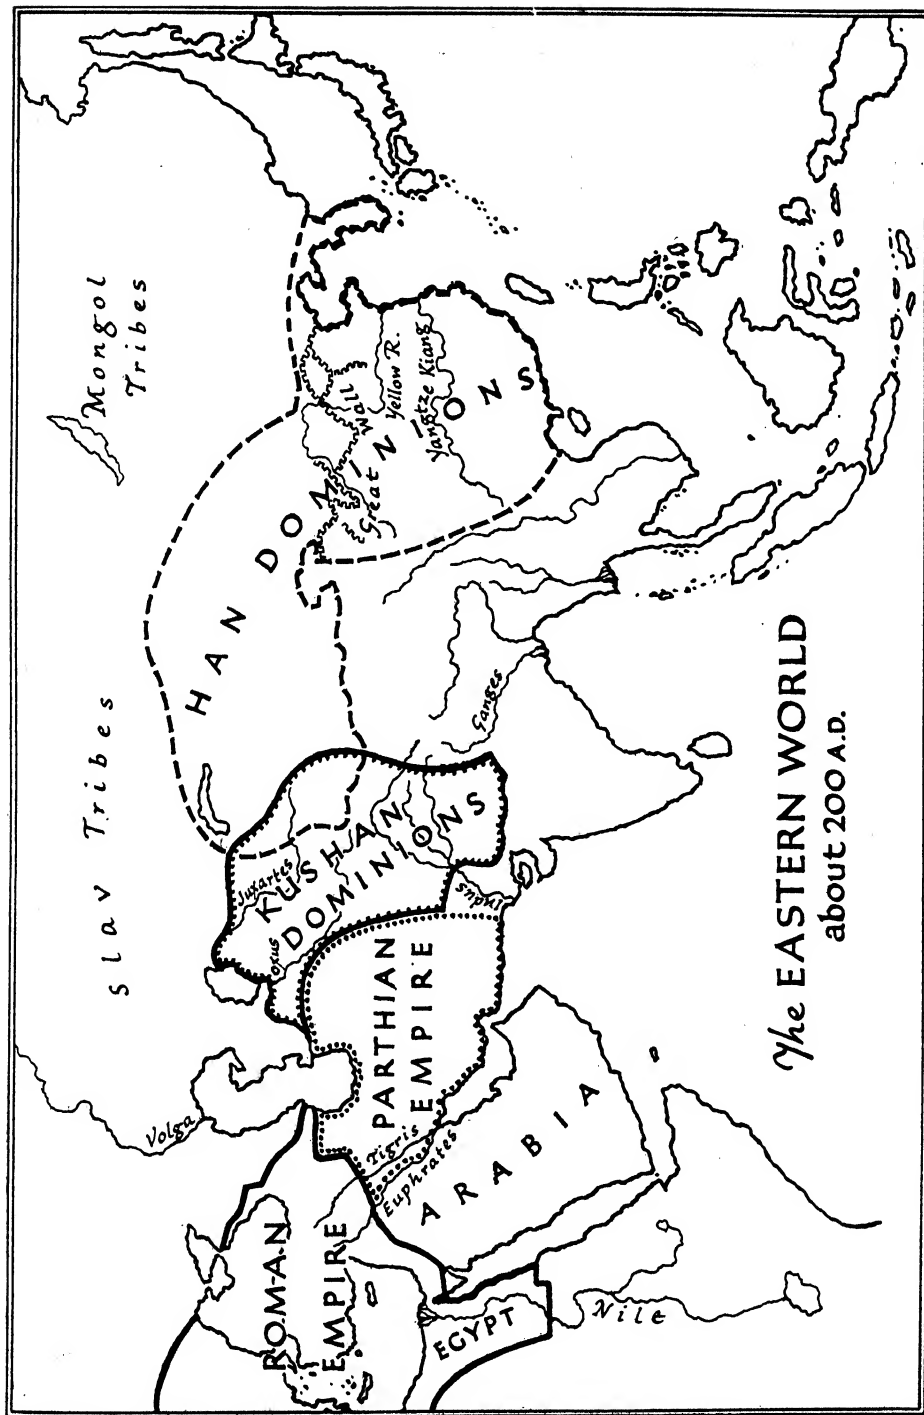 The EASTERN WORLD
about 200 A.D.
Slav Tribes
Mongol
Tribes
HAN DOMINIONS
Great Wall
Yellow R.
Yangtze Kiang
Volga
Juxartes
Oxus
KUSHAN
DOMINIONS
Indus
Ganges
PARTHIAN
EMPIRE
Tigris
Euphrates
ROMAN
EMPIRE
ARABIA
EGYPT
Nile